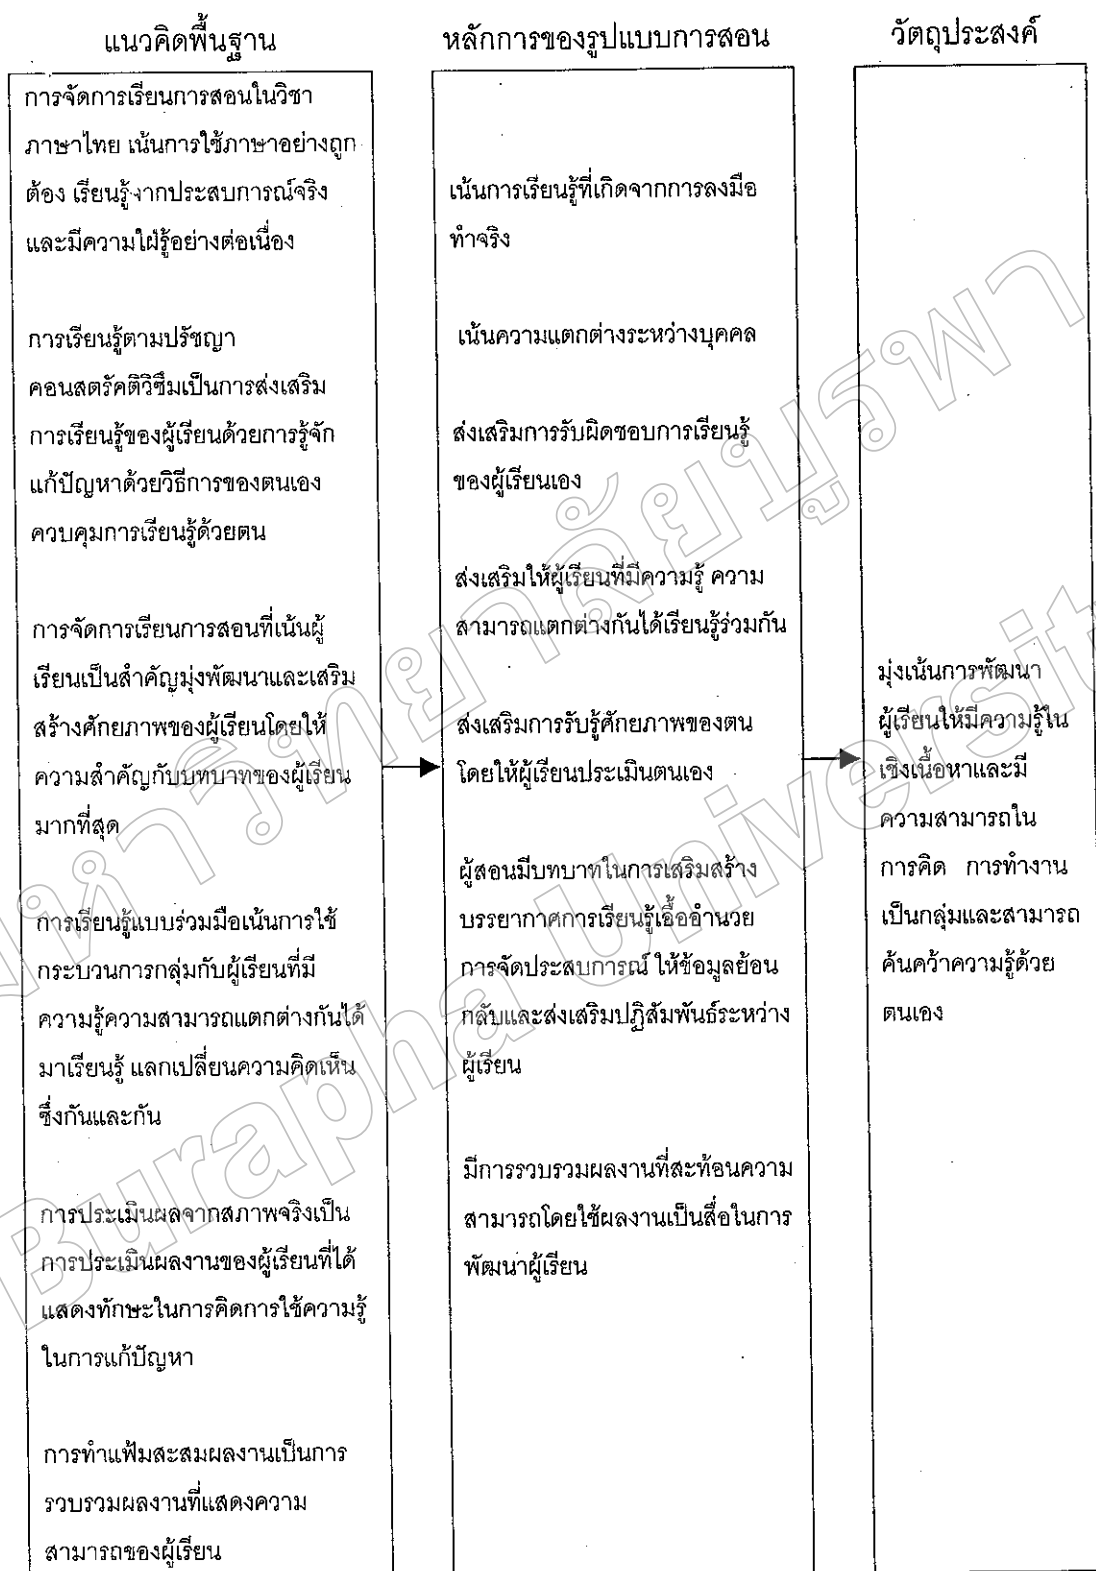 แนวคิดพื้นฐาน
การจัดการเรียนการสอนในวิชา
ภาษาไทย เน้นการใช้ภาษาอย่างถูก
ต้อง เรียนรู้จากประสบการณ์จริง
และมีความใฝ่รู้อย่างต่อเนื่อง
การเรียนรู้ตามปรัชญา
คอนสตรัคติวิซึมเป็นการส่งเสริม
การเรียนรู้ของผู้เรียนด้วยการรู้จัก
แก้ปัญหาด้วยวิธีการของตนเอง
ควบคุมการเรียนรู้ด้วยตน
การจัดการเรียนการสอนที่เน้นผู้
เรียนเป็นสำคัญมุ่งพัฒนาและเสริม
สร้างศักยภาพของผู้เรียนโดยให้
ความสำคัญกับบทบาทของผู้เรียน
มากที่สุด
การเรียนรู้แบบร่วมมือเน้นการใช้
กระบวนการกลุ่มกับผู้เรียนที่มี
ความรู้ความสามารถแตกต่างกันได้
มาเรียนรู้ แลกเปลี่ยนความคิดเห็น
ซึ่งกันและกัน
การประเมินผลจากสภาพจริงเป็น
การประเมินผลงานของผู้เรียนที่ได้
แสดงทักษะในการคิดการใช้ความรู้
ในการแก้ปัญหา
การทำแฟ้มสะสมผลงานเป็นการ
รวบรวมผลงานที่แสดงความ
สามารถของผู้เรียน
หลักการของรูปแบบการสอน
เน้นการเรียนรู้ที่เกิดจากการลงมือ
ทำจริง
เน้นความแตกต่างระหว่างบุคคล
ส่งเสริมการรับผิดชอบการเรียนรู้
ของผู้เรียนเอง
ส่งเสริมให้ผู้เรียนที่มีความรู้ ความ
สามารถแตกต่างกันได้เรียนรู้ร่วมกัน
ส่งเสริมการรับรู้ศักยภาพของตน
โดยให้ผู้เรียนประเมินตนเอง
ผู้สอนมีบทบาทในการเสริมสร้าง
บรรยากาศการเรียนรู้เอื้ออำนวย
การจัดประสบการณ์ ให้ข้อมูลย้อน
กลับและส่งเสริมปฏิสัมพันธ์ระหว่าง
ผู้เรียน
มีการรวบรวมผลงานที่สะท้อนความ
สามารถโดยใช้ผลงานเป็นสื่อในการ
พัฒนาผู้เรียน
วัตถุประสงค์
มุ่งเน้นการพัฒนา
ผู้เรียนให้มีความรู้ใน
เชิงเนื้อหาและมี
ความสามารถใน
การคิด การทำงาน
เป็นกลุ่มและสามารถ
ค้นคว้าความรู้ด้วย
ตนเอง
มหาวิทยาลัยบูรพา
Burapha Universit